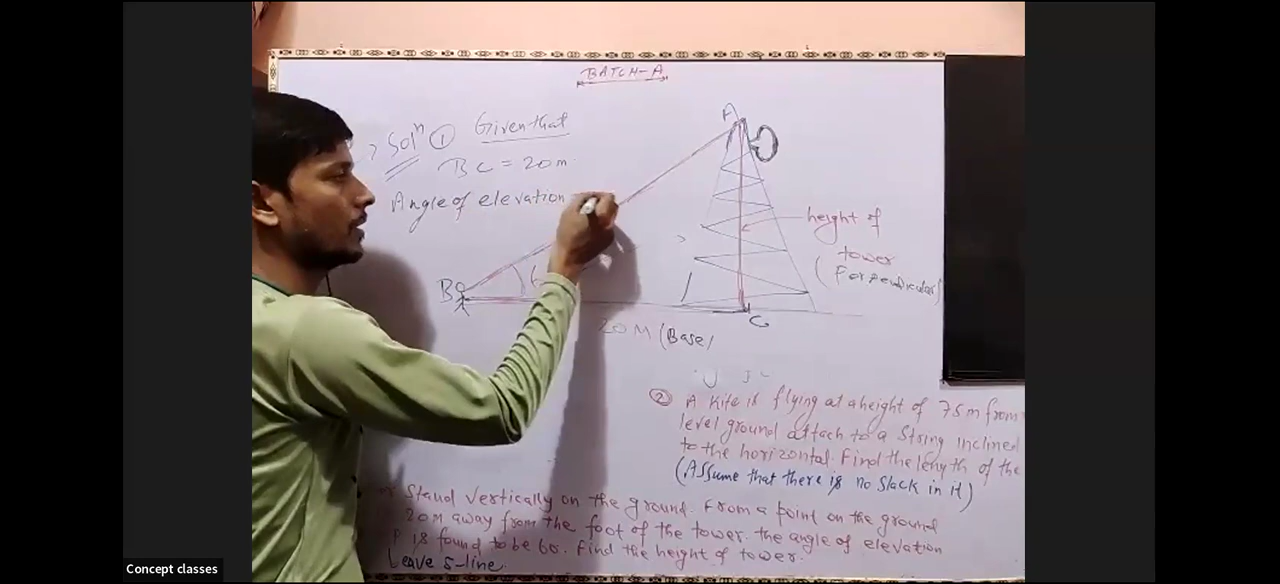 BATCH-A
Solⁿ ① Given that
BC = 20m.
Angle of elevation =
A
B
C
height of
tower
(Perpendicular)
20 M (Base)
② A Kite is flying at a height of 75m from
level ground attach to a String inclined
to the horizontal. Find the length of the
(Assume that there is no Slack in it)
Stand vertically on the ground. From a point on the ground
20M away from the foot of the tower. the angle of elevation
is found to be 60. Find the height of tower.
Leave 5-line
Concept classes